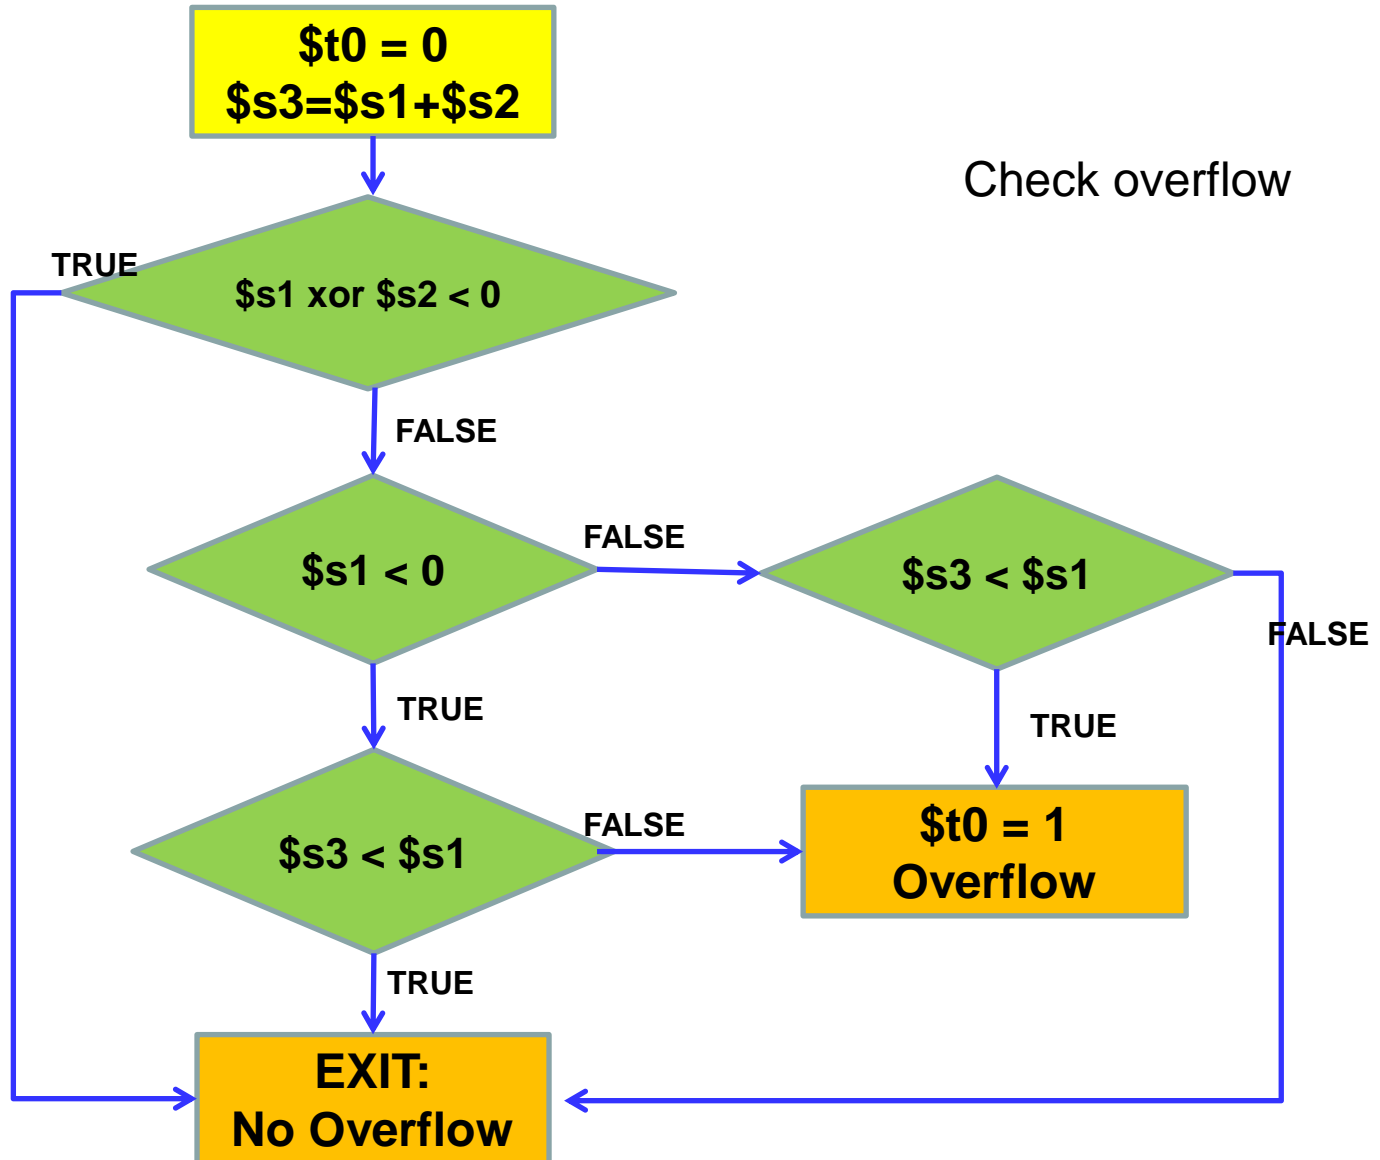 $t0 = 0
$s3=$s1+$s2
Check overflow
TRUE
$s1 xor $s2 < 0
FALSE
FALSE
$s1 < 0
$s3 < $s1
FALSE
TRUE
TRUE
FALSE
$s3 < $s1
$t0 = 1
Overflow
TRUE
EXIT:
No Overflow